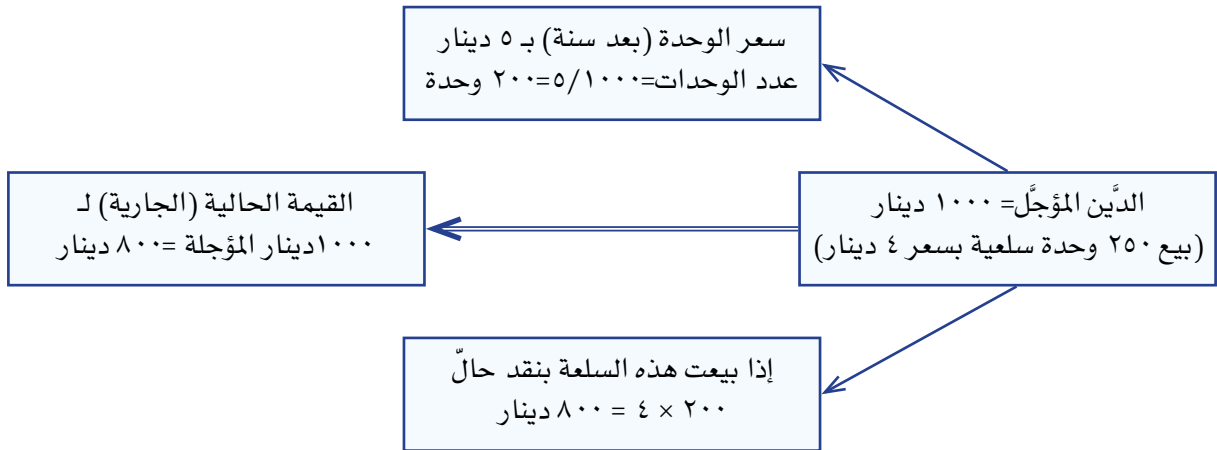 سعر الوحدة (بعد سنة) بـ ٥ دينار
عدد الوحدات=١٠٠٠/٥=٢٠٠ وحدة
الدَّين المؤجَّل= ١٠٠٠ دينار
(بيع ٢٥٠ وحدة سلعية بسعر ٤ دينار)
القيمة الحالية (الجارية) لـ
١٠٠٠دينار المؤجلة =٨٠٠ دينار
إذا بيعت هذه السلعة بنقد حالّ
٢٠٠ × ٤ = ٨٠٠ دينار